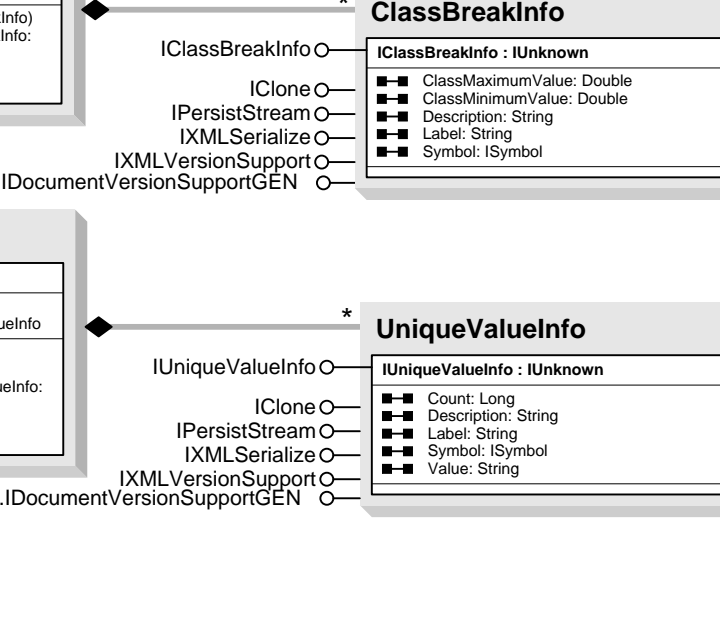 *
ClassBreakInfo
Info)
Info:
IClassBreakInfo
IClassBreakInfo : IUnknown
IClone
IPersistStream
IXMLSerialize
IXMLVersionSupport
IDocumentVersionSupportGEN
ClassMaximumValue: Double
ClassMinimumValue: Double
Description: String
Label: String
Symbol: ISymbol
ueInfo
ueInfo:
*
UniqueValueInfo
IUniqueValueInfo
IUniqueValueInfo : IUnknown
IClone
IPersistStream
IXMLSerialize
IXMLVersionSupport
.IDocumentVersionSupportGEN
Count: Long
Description: String
Label: String
Symbol: ISymbol
Value: String